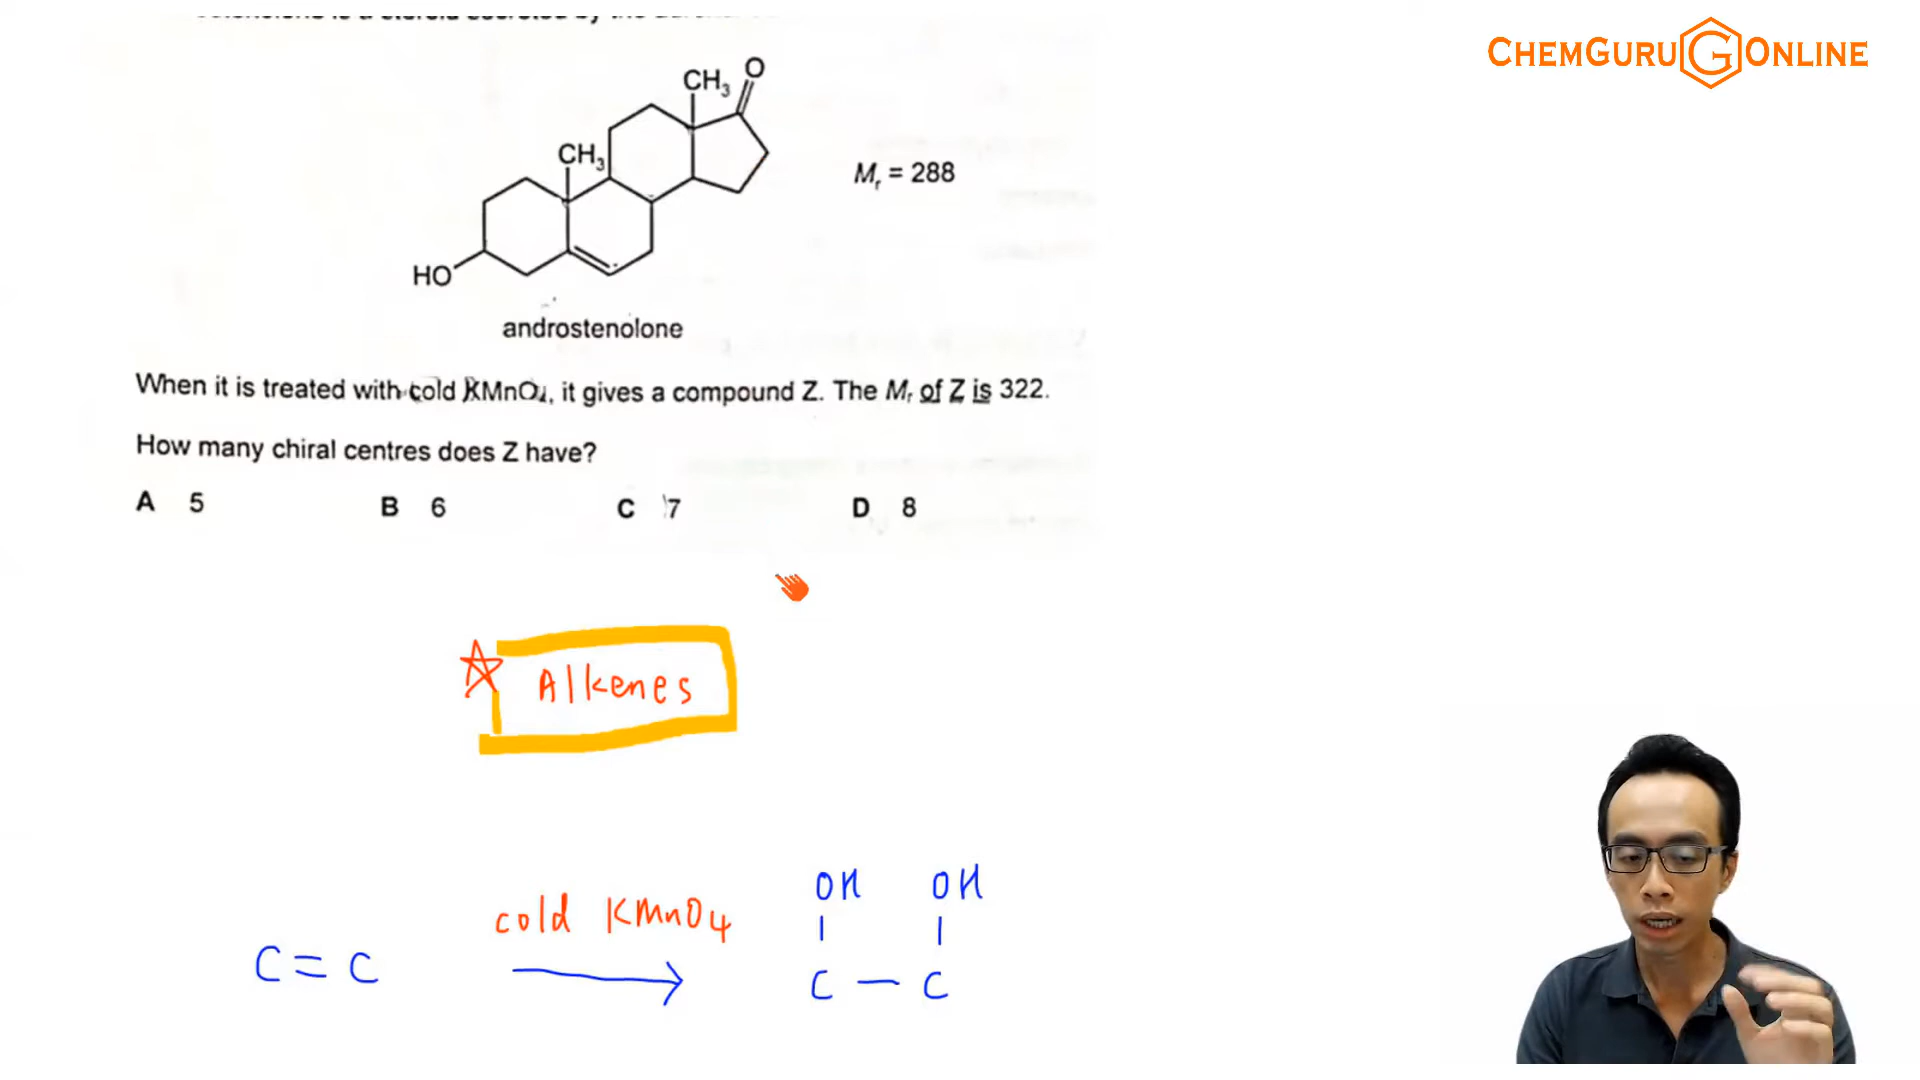 CHEMGURU G ONLINE
CH3
O
CH3
Mr = 288
HO
androstenolone
When it is treated with cold KMnO4, it gives a compound Z. The Mr of Z is 322.
How many chiral centres does Z have?
A 5 B 6 C 7 D 8
Alkenes
OH OH
cold KMnO4
C = C C — C